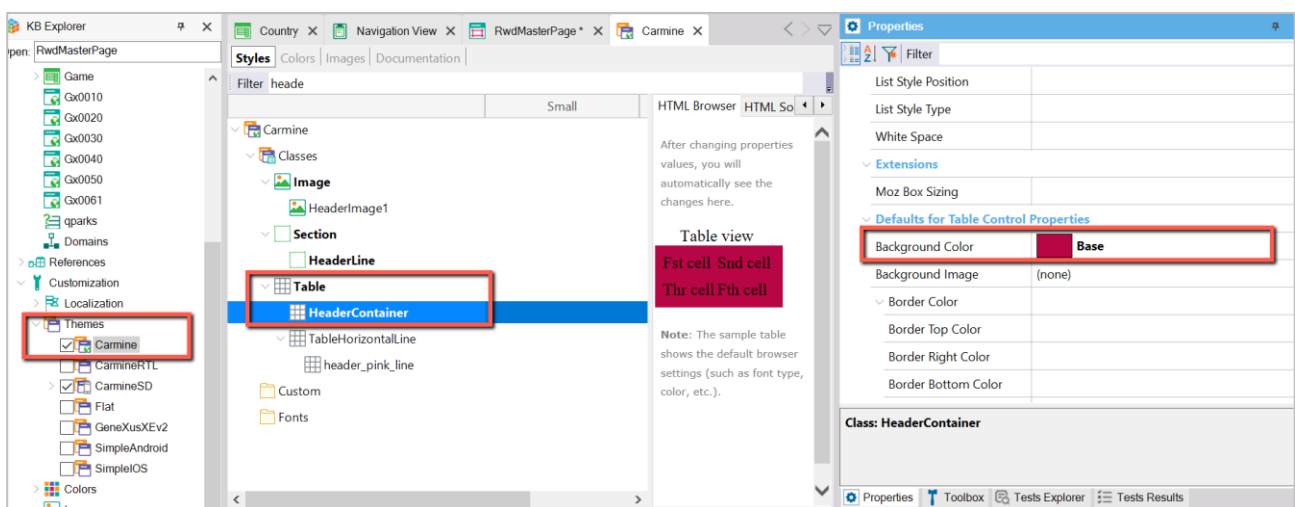 KB Explorer
Open: RwdMasterPage
Game
Gx0010
Gx0020
Gx0030
Gx0040
Gx0050
Gx0061
qparks
Domains
References
Customization
Localization
Themes
Carmine
CarmineRTL
CarmineSD
Flat
GeneXusXEv2
SimpleAndroid
SimpleIOS
Colors
Country
Navigation View
RwdMasterPage *
Carmine
Styles Colors Images Documentation
Filter heade
Small
Carmine
Classes
Image
HeaderImage1
Section
HeaderLine
Table
HeaderContainer
TableHorizontalLine
header_pink_line
Custom
Fonts
HTML Browser HTML So
After changing properties
values, you will
automatically see the
changes here.
Table view
Fst cell Snd cell
Thr cell Fth cell
Note: The sample table
shows the default browser
settings (such as font type,
color, etc.).
Properties
Filter
List Style Position
List Style Type
White Space
Extensions
Moz Box Sizing
Defaults for Table Control Properties
Background Color Base
Background Image (none)
Border Color
Border Top Color
Border Right Color
Border Bottom Color
Class: HeaderContainer
Properties Toolbox Tests Explorer Tests Results